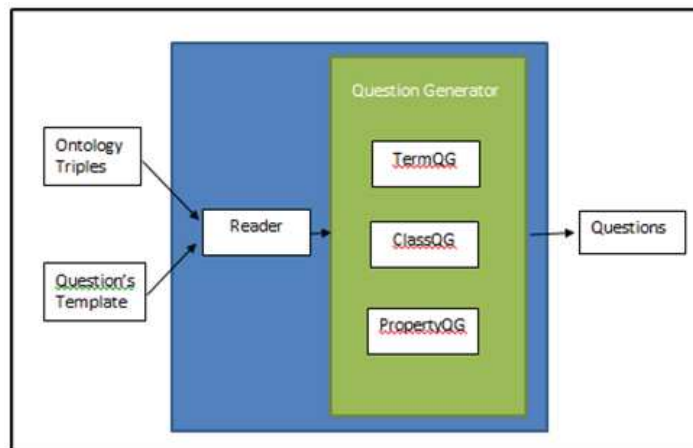 Question Generator
Ontology
Triples
TermQG
Reader
ClassQG
Questions
Question's
Template
PropertyQG